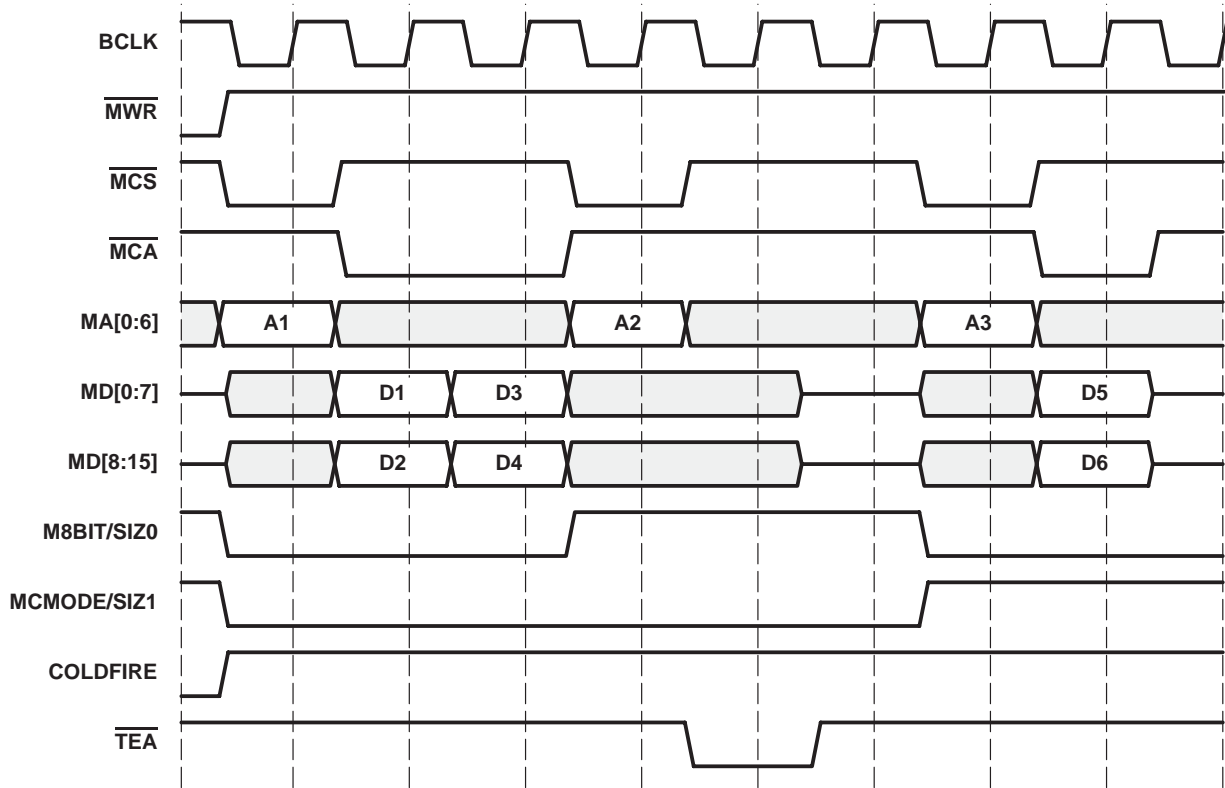 BCLK
MWR
MCS
MCA
MA[0:6] A1 A2 A3
MD[0:7] D1 D3 D5
MD[8:15] D2 D4 D6
M8BIT/SIZ0
MCMODE/SIZ1
COLDFIRE
TEA